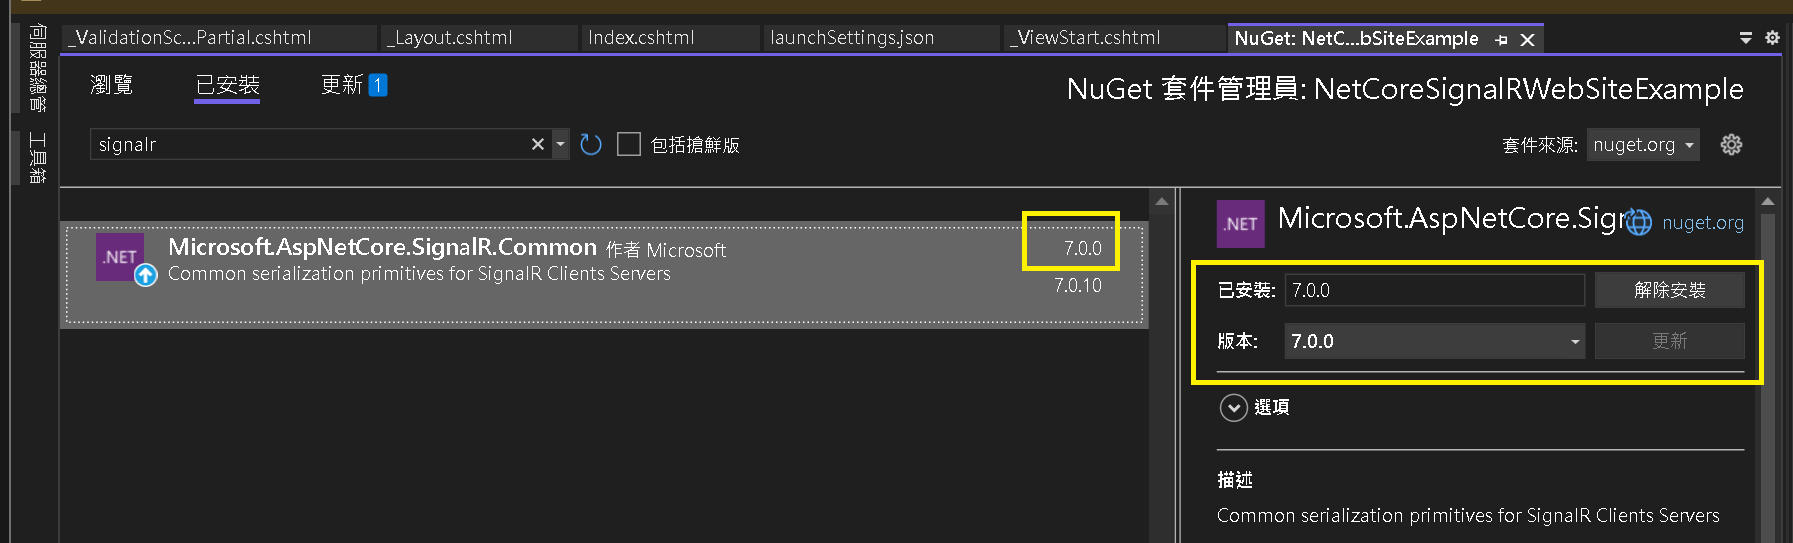 伺服器總管
工具箱
_ValidationSc...Partial.cshtml
_Layout.cshtml
Index.cshtml
launchSettings.json
_ViewStart.cshtml
NuGet: NetC...bSiteExample
瀏覽
已安裝
更新 1
NuGet 套件管理員: NetCoreSignalRWebSiteExample
signalr
包括搶鮮版
套件來源: nuget.org
.NET
Microsoft.AspNetCore.SignalR.Common 作者 Microsoft
7.0.0
Common serialization primitives for SignalR Clients Servers
7.0.10
.NET
Microsoft.AspNetCore.Sigr
nuget.org
已安裝: 7.0.0
解除安裝
版本: 7.0.0
更新
選項
描述
Common serialization primitives for SignalR Clients Servers